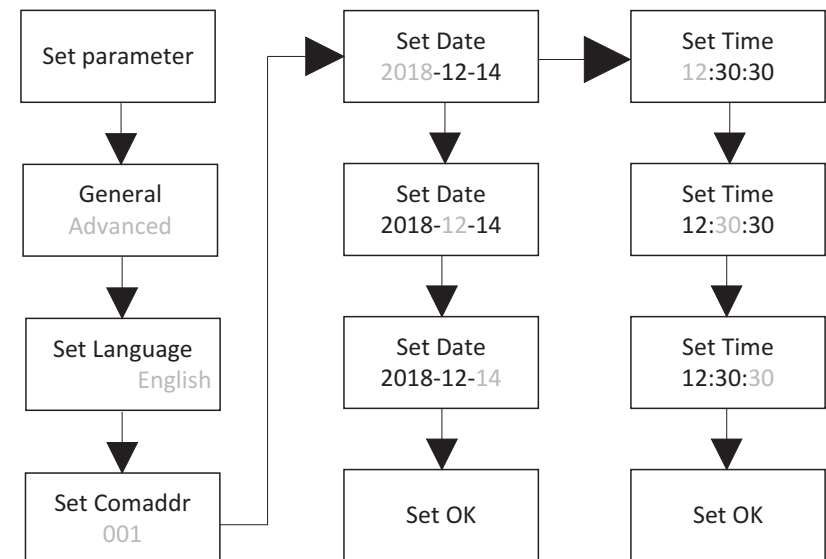 Set parameter
General
Advanced
Set Language
English
Set Comaddr
001
Set Date
2018-12-14
Set Date
2018-12-14
Set Date
2018-12-14
Set OK
Set Time
12:30:30
Set Time
12:30:30
Set Time
12:30:30
Set OK